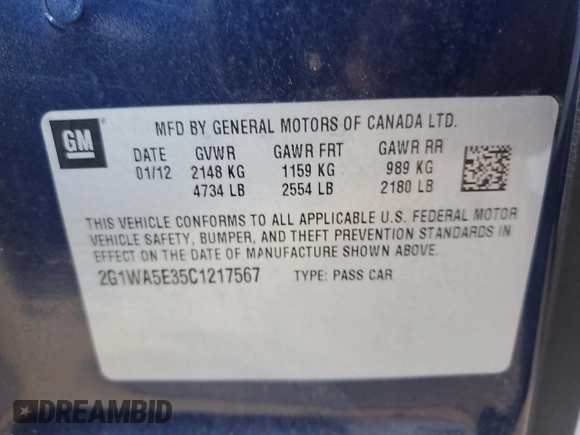 GM
MFD BY GENERAL MOTORS OF CANADA LTD.
DATE GVWR GAWR FRT GAWR RR
01/12 2148 KG 1159 KG 989 KG
4734 LB 2554 LB 2180 LB
THIS VEHICLE CONFORMS TO ALL APPLICABLE U.S. FEDERAL MOTOR
VEHICLE SAFETY, BUMPER, AND THEFT PREVENTION STANDARDS IN
EFFECT ON THE DATE OF MANUFACTURE SHOWN ABOVE.
2G1WA5E35C1217567 TYPE: PASS CAR
DREAMBID